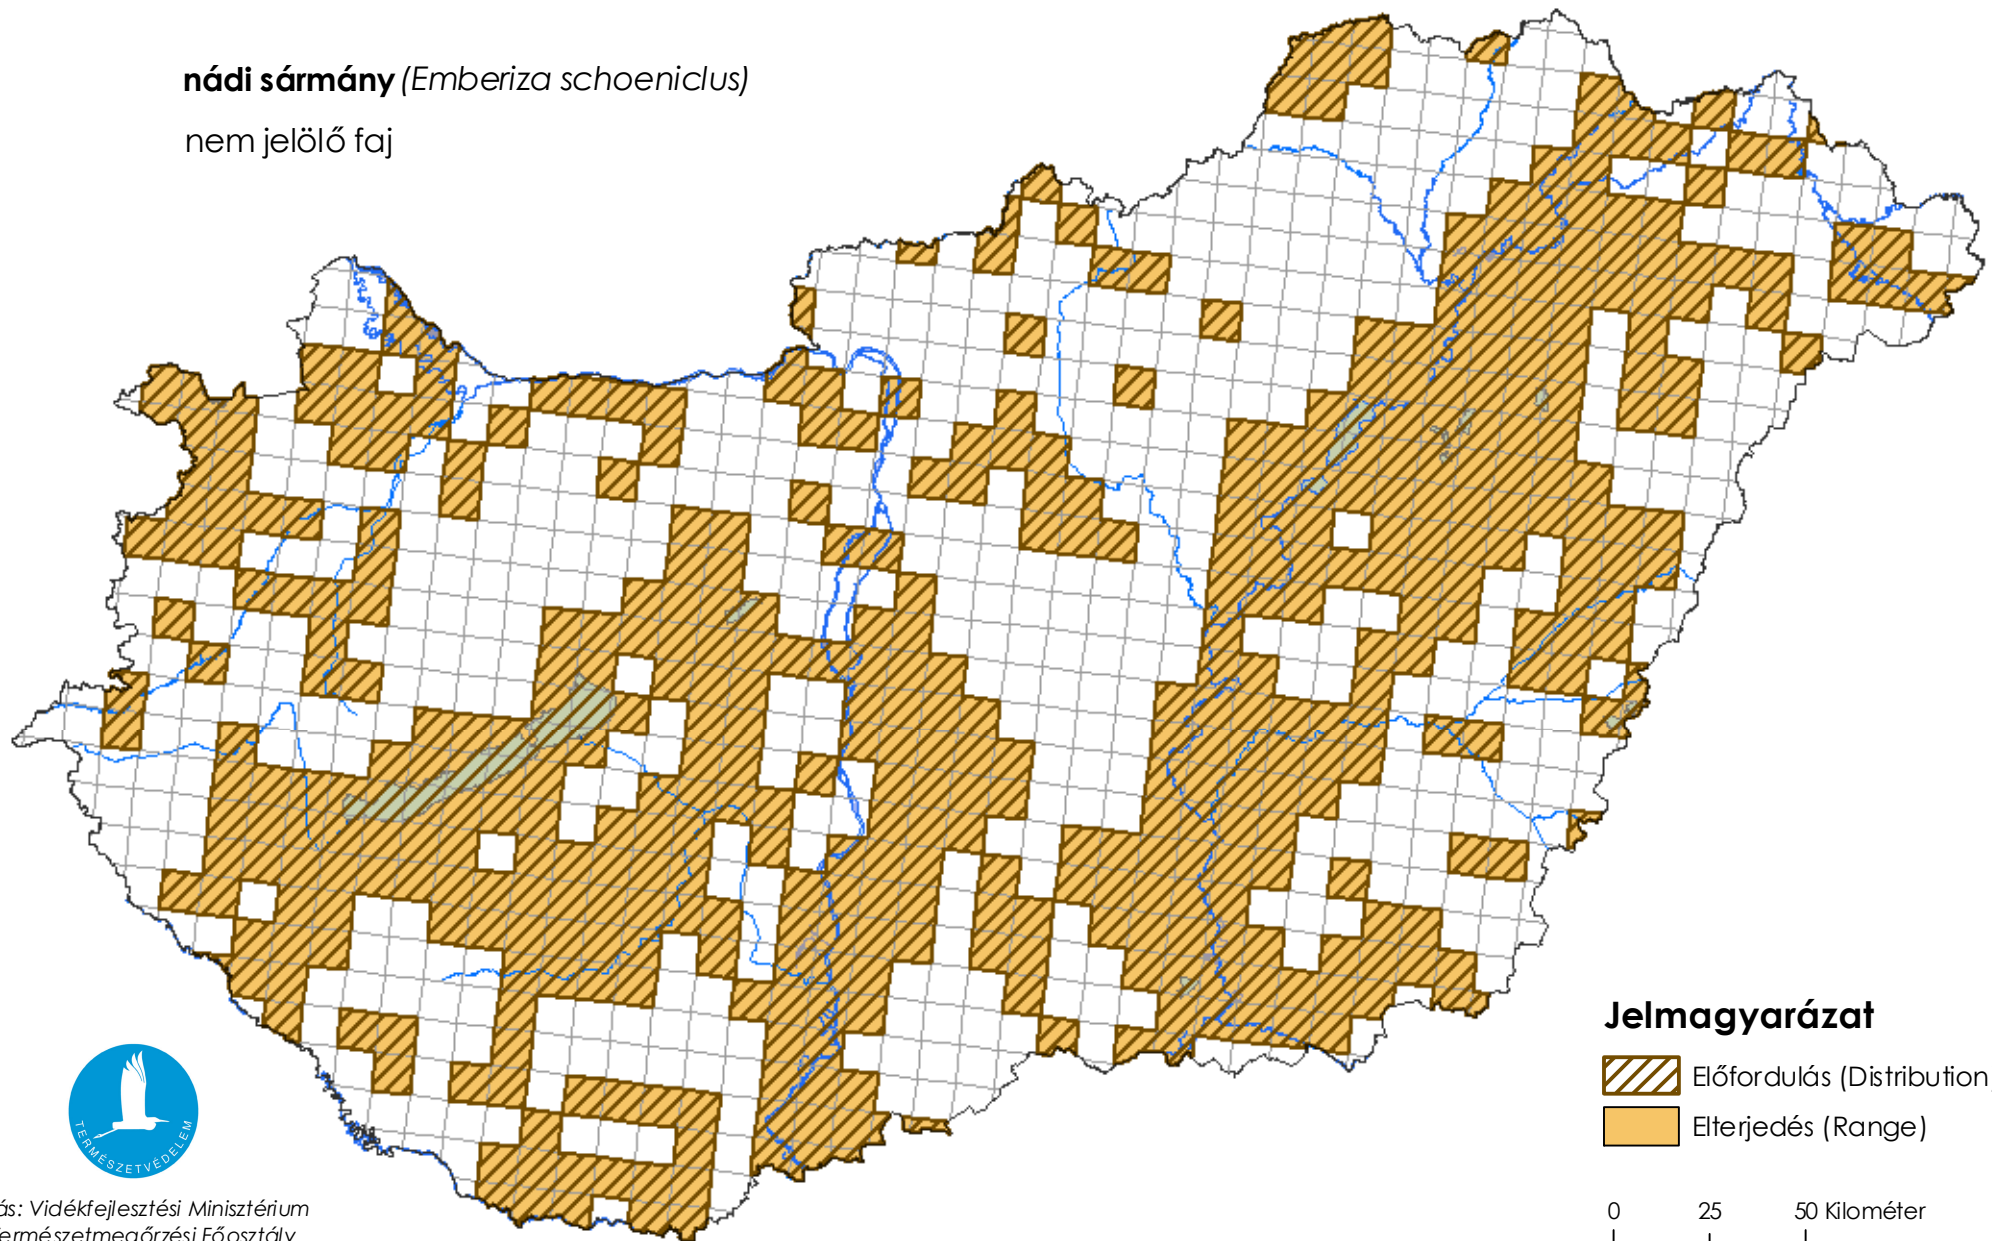 nádi sármány (Emberiza schoeniclus)
nem jelölő faj
Jelmagyarázat
Előfordulás (Distribution
Elterjedés (Range)
0 25 50 Kilométer
TERMÉSZETVÉDELEM
ás: Vidékfejlesztési Minisztérium
Természetmegőrzési Főosztály